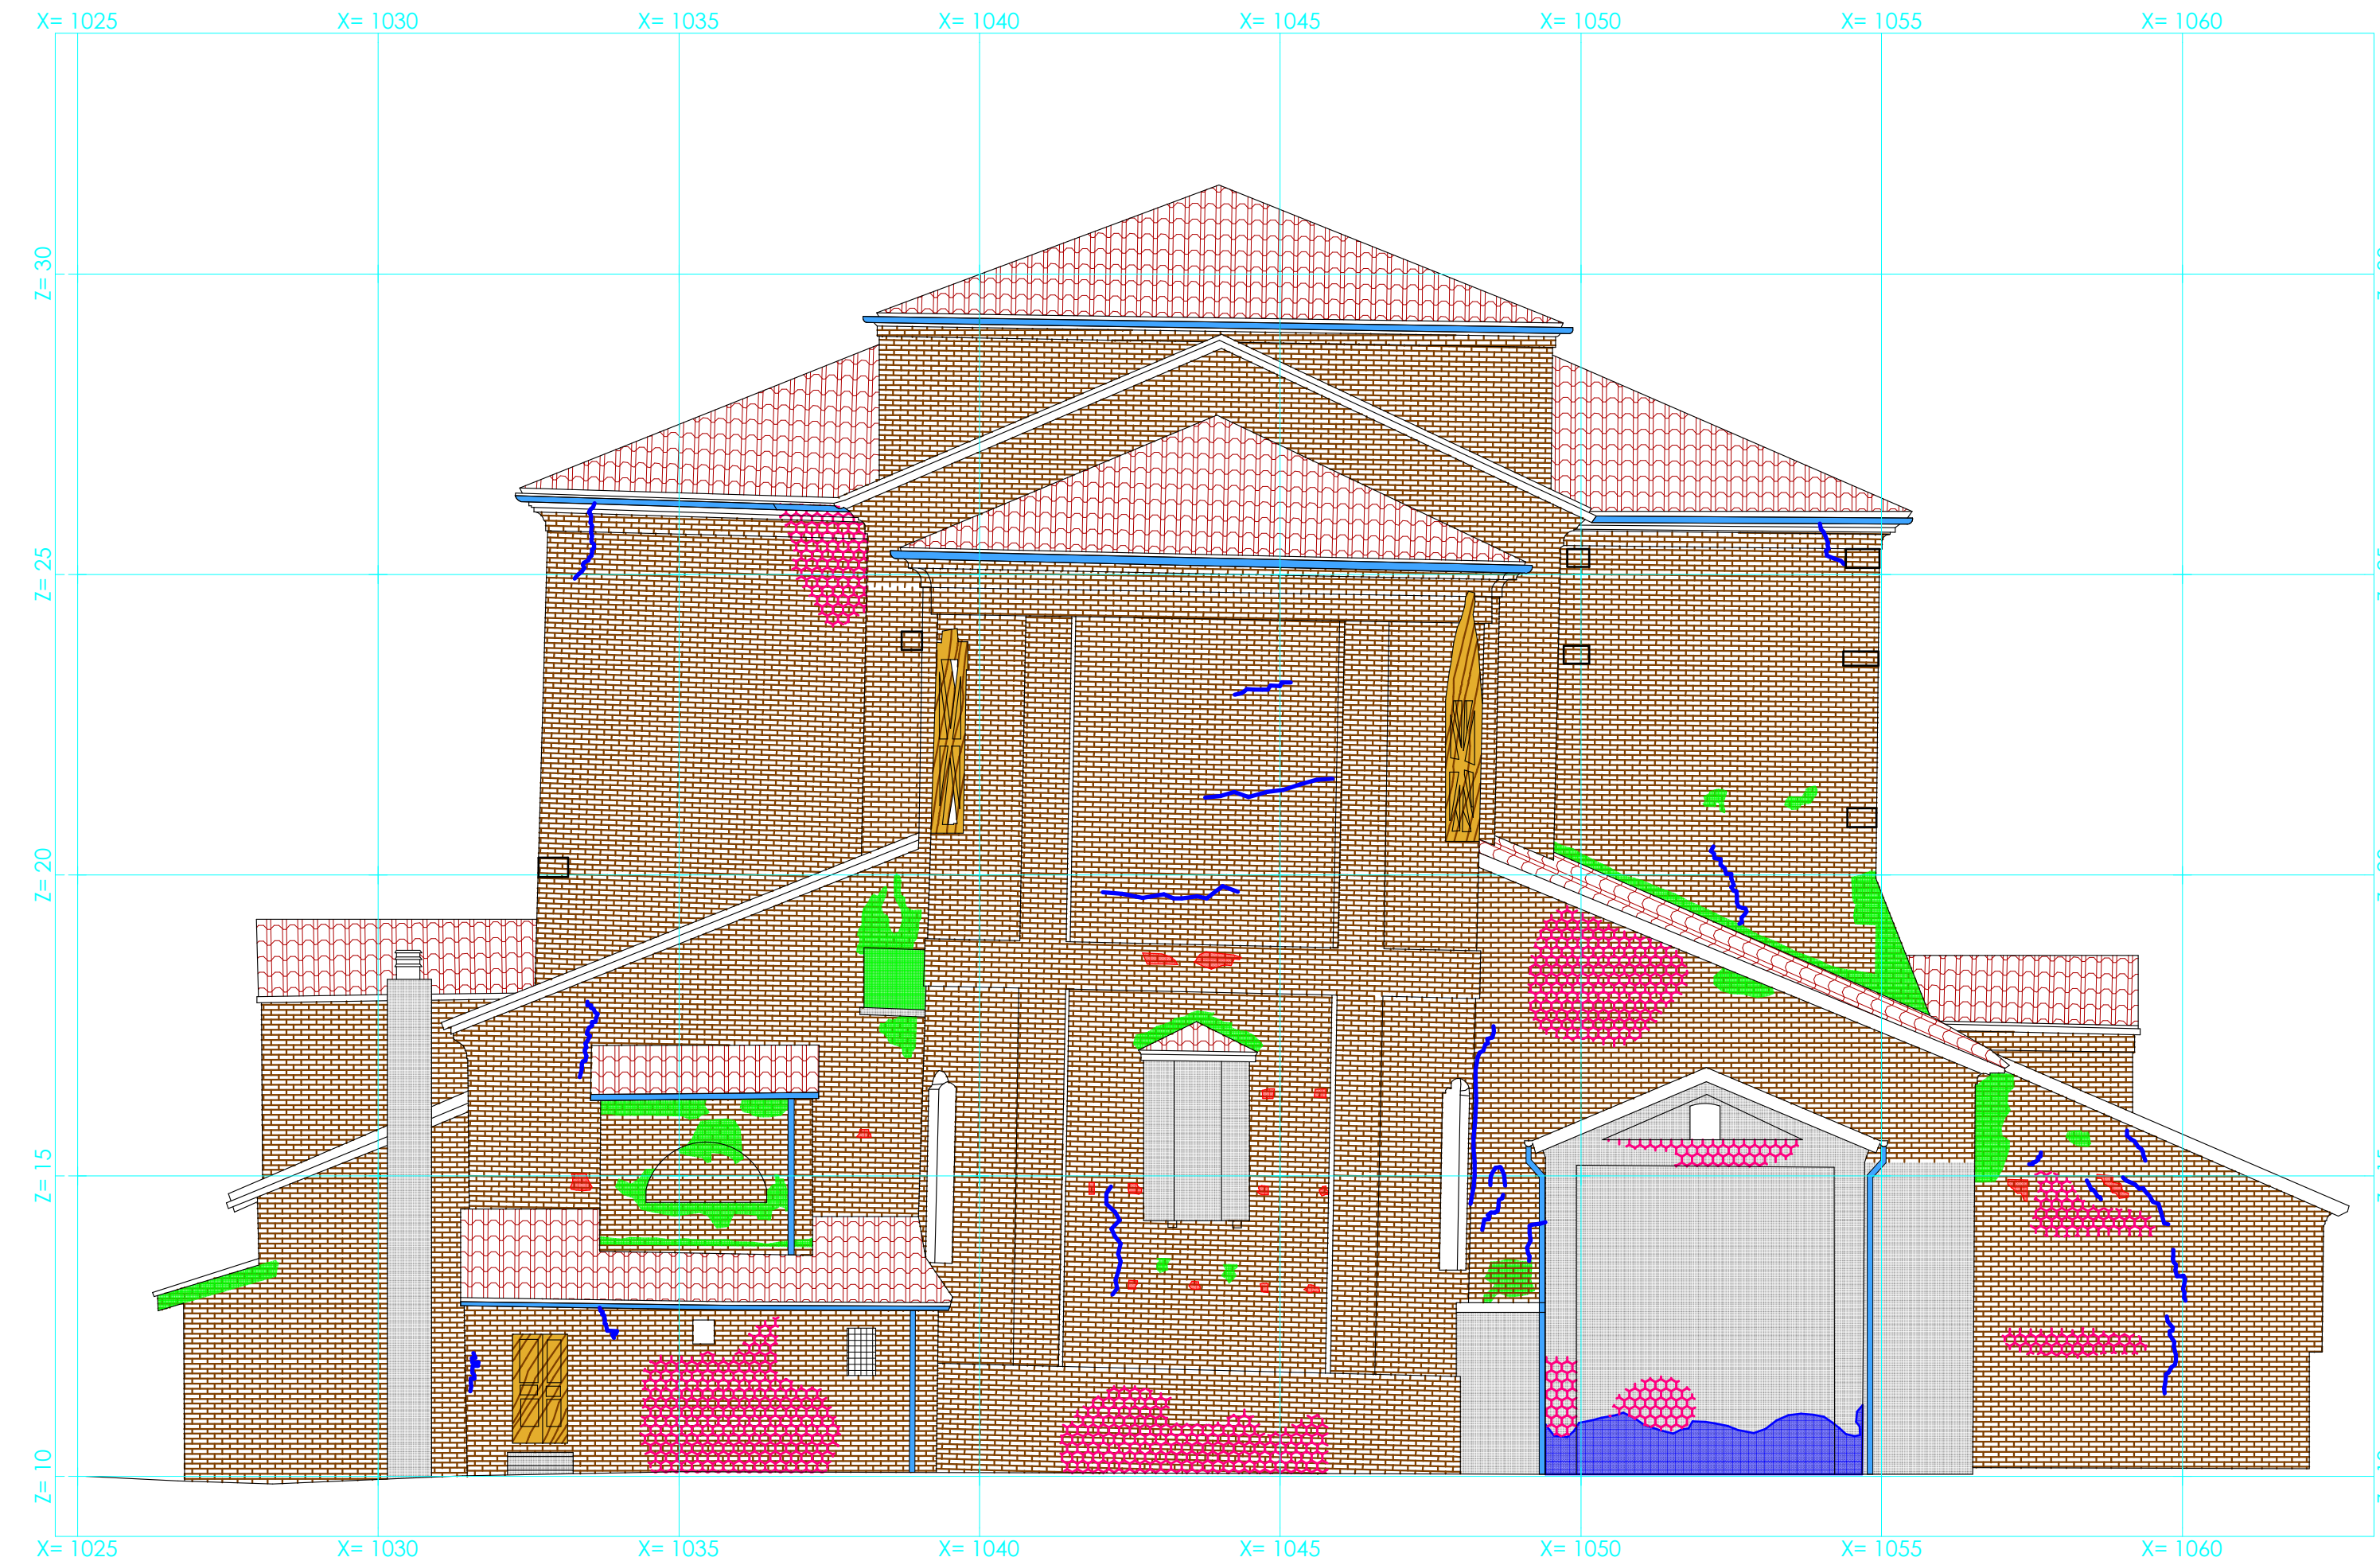 X= 1025 X= 1030 X= 1035 X= 1040 X= 1045 X= 1050 X= 1055 X= 1060
Z= 30
Z= 25
Z= 20
Z= 15
Z= 10
X= 1025 X= 1030 X= 1035 X= 1040 X= 1045 X= 1050 X= 1055 X= 1060